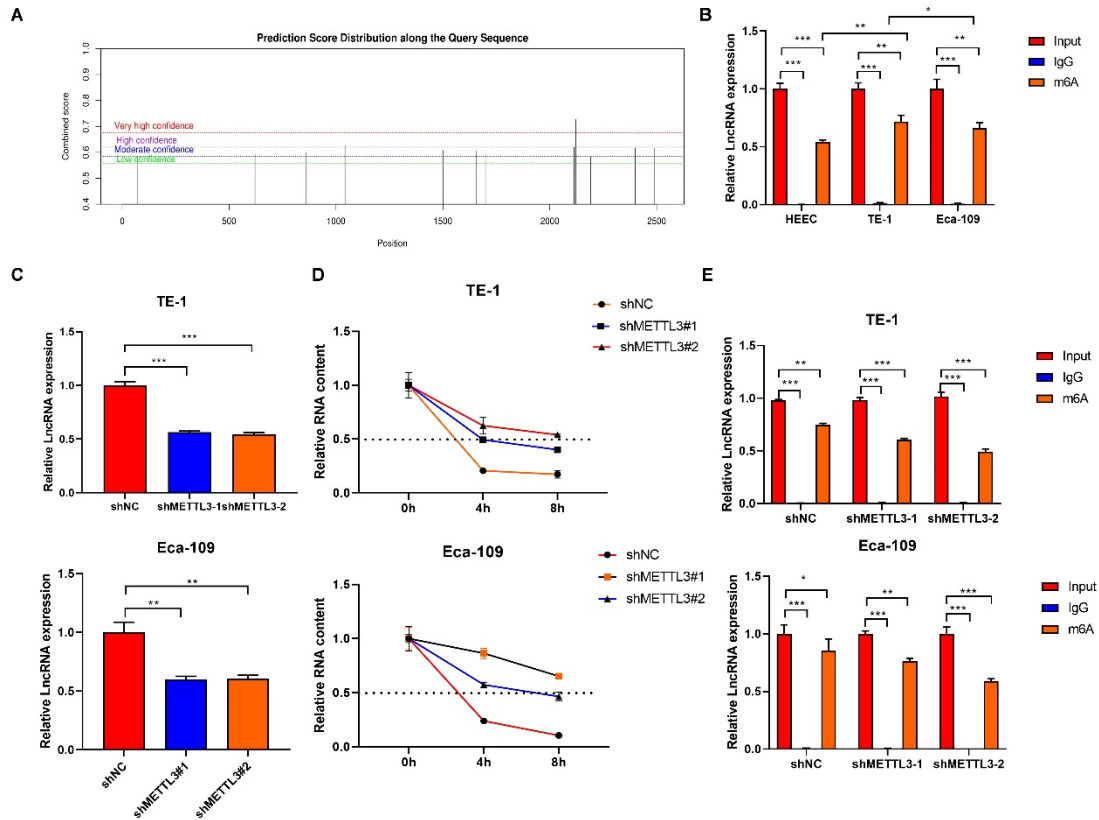 A
Prediction Score Distribution along the Query Sequence
Combined score
1.0
0.9
0.8
0.7
0.6
0.5
0.4
Very high confidence
High confidence
Moderate confidence
Low confidence
0 500 1000 1500 2000 2500
Position
B
Relative LncRNA expression
1.5
1.0
0.5
0.0
*** *** ** *** ** * *** **
HEEC TE-1 Eca-109
Input
IgG
m6A
C
TE-1
Relative LncRNA expression
1.5
1.0
0.5
0.0
***
***
shNC shMETTL3-1 shMETTL3-2
Eca-109
Relative LncRNA expression
1.5
1.0
0.5
0.0
**
**
shNC shMETTL3#1 shMETTL3#2
D
TE-1
shNC
shMETTL3#1
shMETTL3#2
Relative RNA content
1.5
1.0
0.5
0.0
0h 4h 8h
Eca-109
shNC
shMETTL3#1
shMETTL3#2
Relative RNA content
1.5
1.0
0.5
0.0
0h 4h 8h
E
TE-1
Relative LncRNA expression
1.5
1.0
0.5
0.0
** *** ***
*** *** ***
shNC shMETTL3-1 shMETTL3-2
Input
IgG
m6A
Eca-109
Relative LncRNA expression
1.5
1.0
0.5
0.0
* ** ***
*** *** ***
shNC shMETTL3-1 shMETTL3-2
Input
IgG
m6A